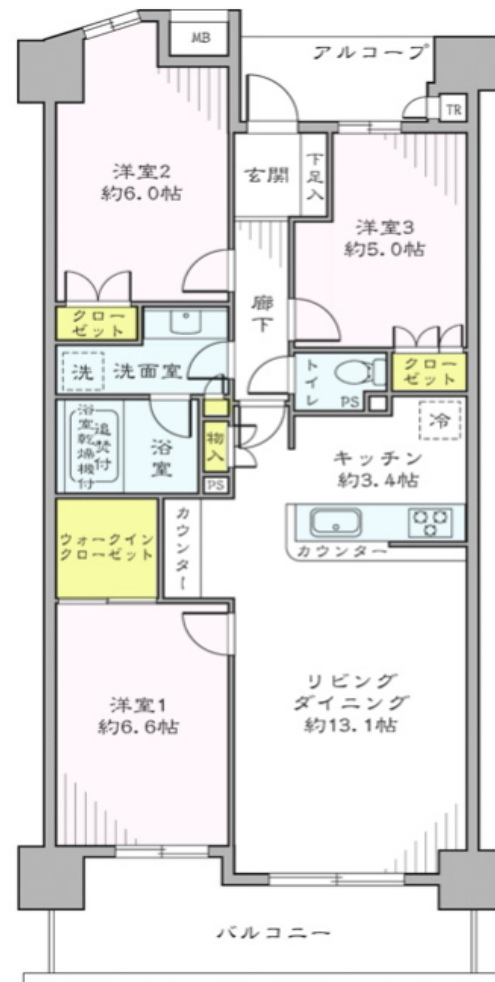 MB
アルコープ
TR
洋室2
約6.0帖
玄関
下足入
洋室3
約5.0帖
廊下
クロー
ゼット
洗
洗面室
トイレ
PS
クロー
ゼット
冷
浴室乾燥機付
追焚付
浴室
物入
PS
キッチン
約3.4帖
カウンター
ウォークイン
クローゼット
カウンター
洋室1
約6.6帖
リビング
ダイニング
約13.1帖
バルコニー